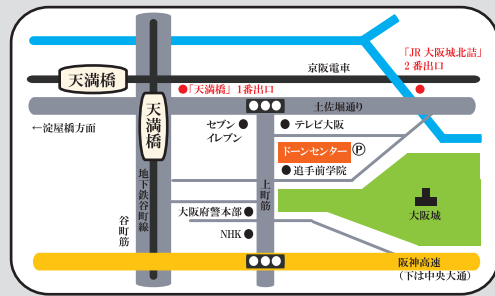 「JR 大阪城北詰」
2 番出口
京阪電車
天満橋
●「天満橋」1番出口
土佐堀通り
天満橋
←淀屋橋方面
セブン
イレブン
テレビ大阪
ドーンセンター
P
追手前学院
地下鉄谷町線
谷町筋
上町筋
大阪府警本部
大阪城
NHK
阪神高速
（下は中央大通）